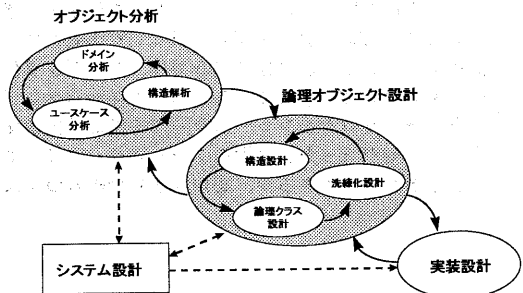 オブジェクト分析
ドメイン
分析
構造解析
ユースケース
分析
論理オブジェクト設計
構造設計
洗練化設計
論理クラス
設計
システム設計
実装設計